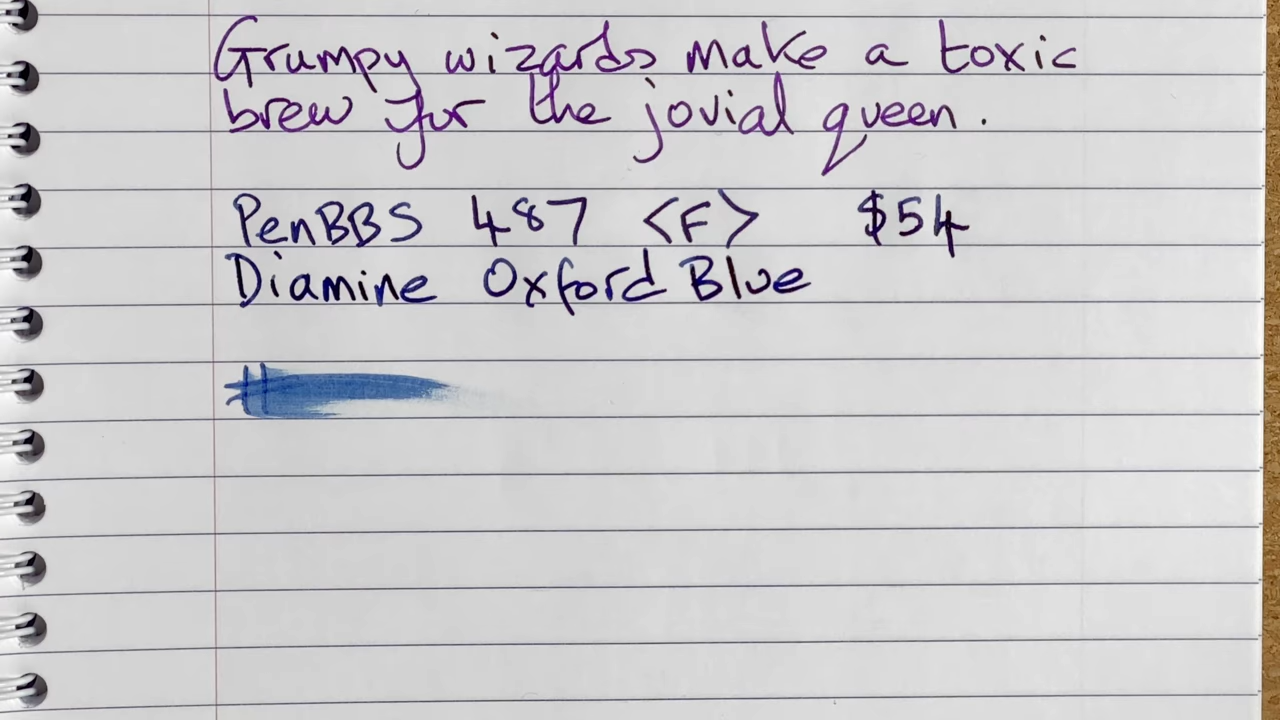 Grumpy wizards make a toxic
brew for the jovial queen.
PenBBS 487 <F> $54
Diamine Oxford Blue